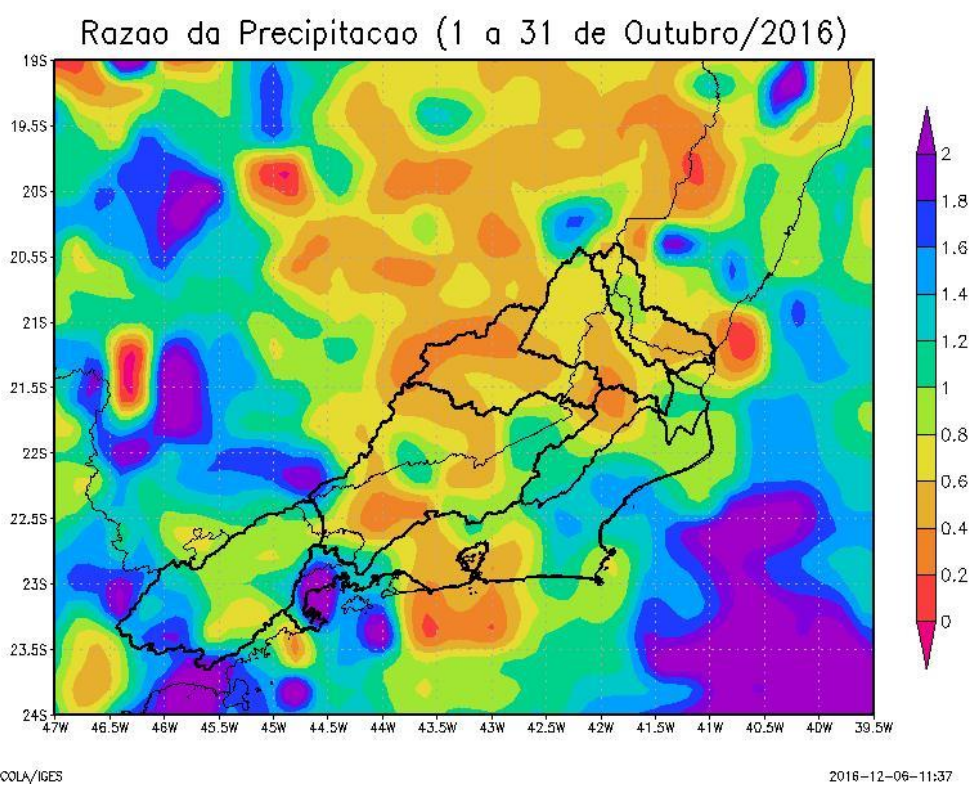 Razao da Precipitacao (1 a 31 de Outubro/2016)
19S
19.5S
20S
20.5S
21S
21.5S
22S
22.5S
23S
23.5S
24S
47W 46.5W 46W 45.5W 45W 44.5W 44W 43.5W 43W 42.5W 42W 41.5W 41W 40.5W 40W 39.5W
2
1.8
1.6
1.4
1.2
1
0.8
0.6
0.4
0.2
0
COLA/IGES
2016-12-06-11:37